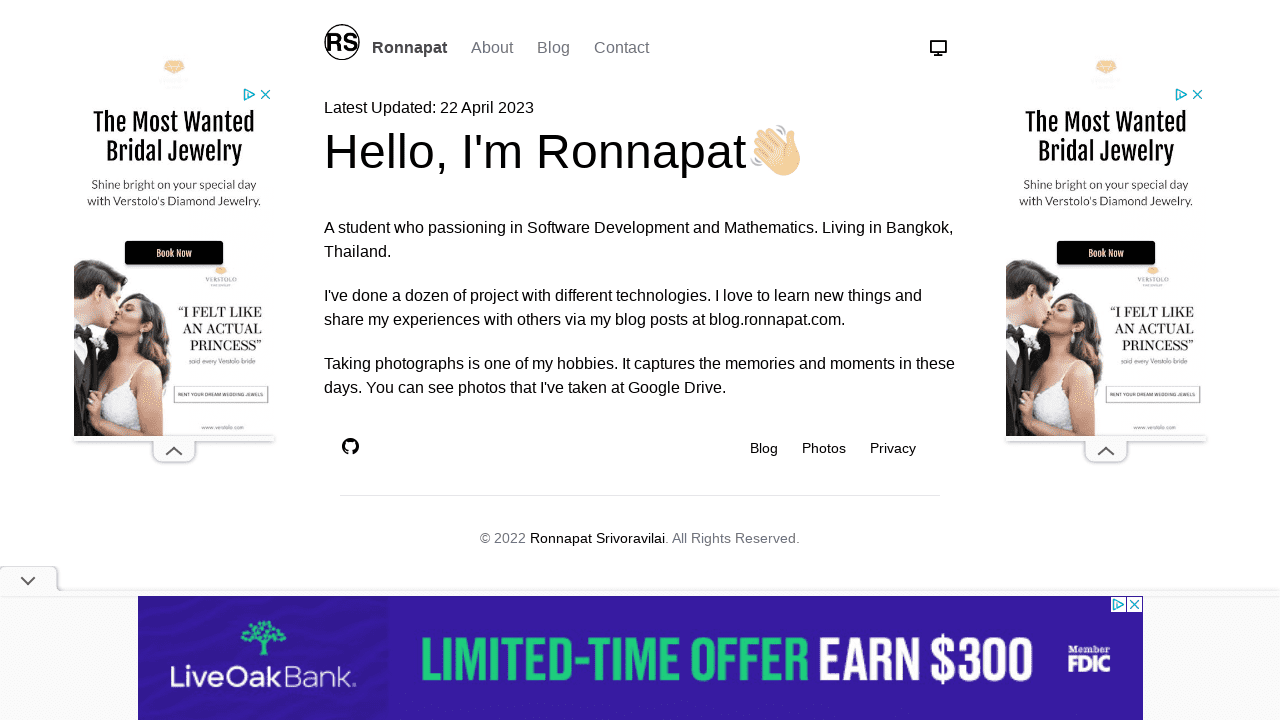 RS
Ronnapat About Blog Contact
Latest Updated: 22 April 2023
Hello, I'm Ronnapat👋
A student who passioning in Software Development and Mathematics. Living in Bangkok,
Thailand.
I've done a dozen of project with different technologies. I love to learn new things and
share my experiences with others via my blog posts at blog.ronnapat.com.
Taking photographs is one of my hobbies. It captures the memories and moments in these
days. You can see photos that I've taken at Google Drive.
Blog Photos Privacy
© 2022 Ronnapat Srivoravilai. All Rights Reserved.
The Most Wanted
Bridal Jewelry
Shine bright on your special day
with Verstolo's Diamond Jewelry.
Book Now
VERSTOLO
“I FELT LIKE
AN ACTUAL
PRINCESS”
said every Verstolo bride
RENT YOUR DREAM WEDDING JEWELS
www.verstolo.com
The Most Wanted
Bridal Jewelry
Shine bright on your special day
with Verstolo's Diamond Jewelry.
Book Now
VERSTOLO
“I FELT LIKE
AN ACTUAL
PRINCESS”
said every Verstolo bride
RENT YOUR DREAM WEDDING JEWELS
www.verstolo.com
LiveOakBank.
LIMITED-TIME OFFER EARN $300
Member
FDIC